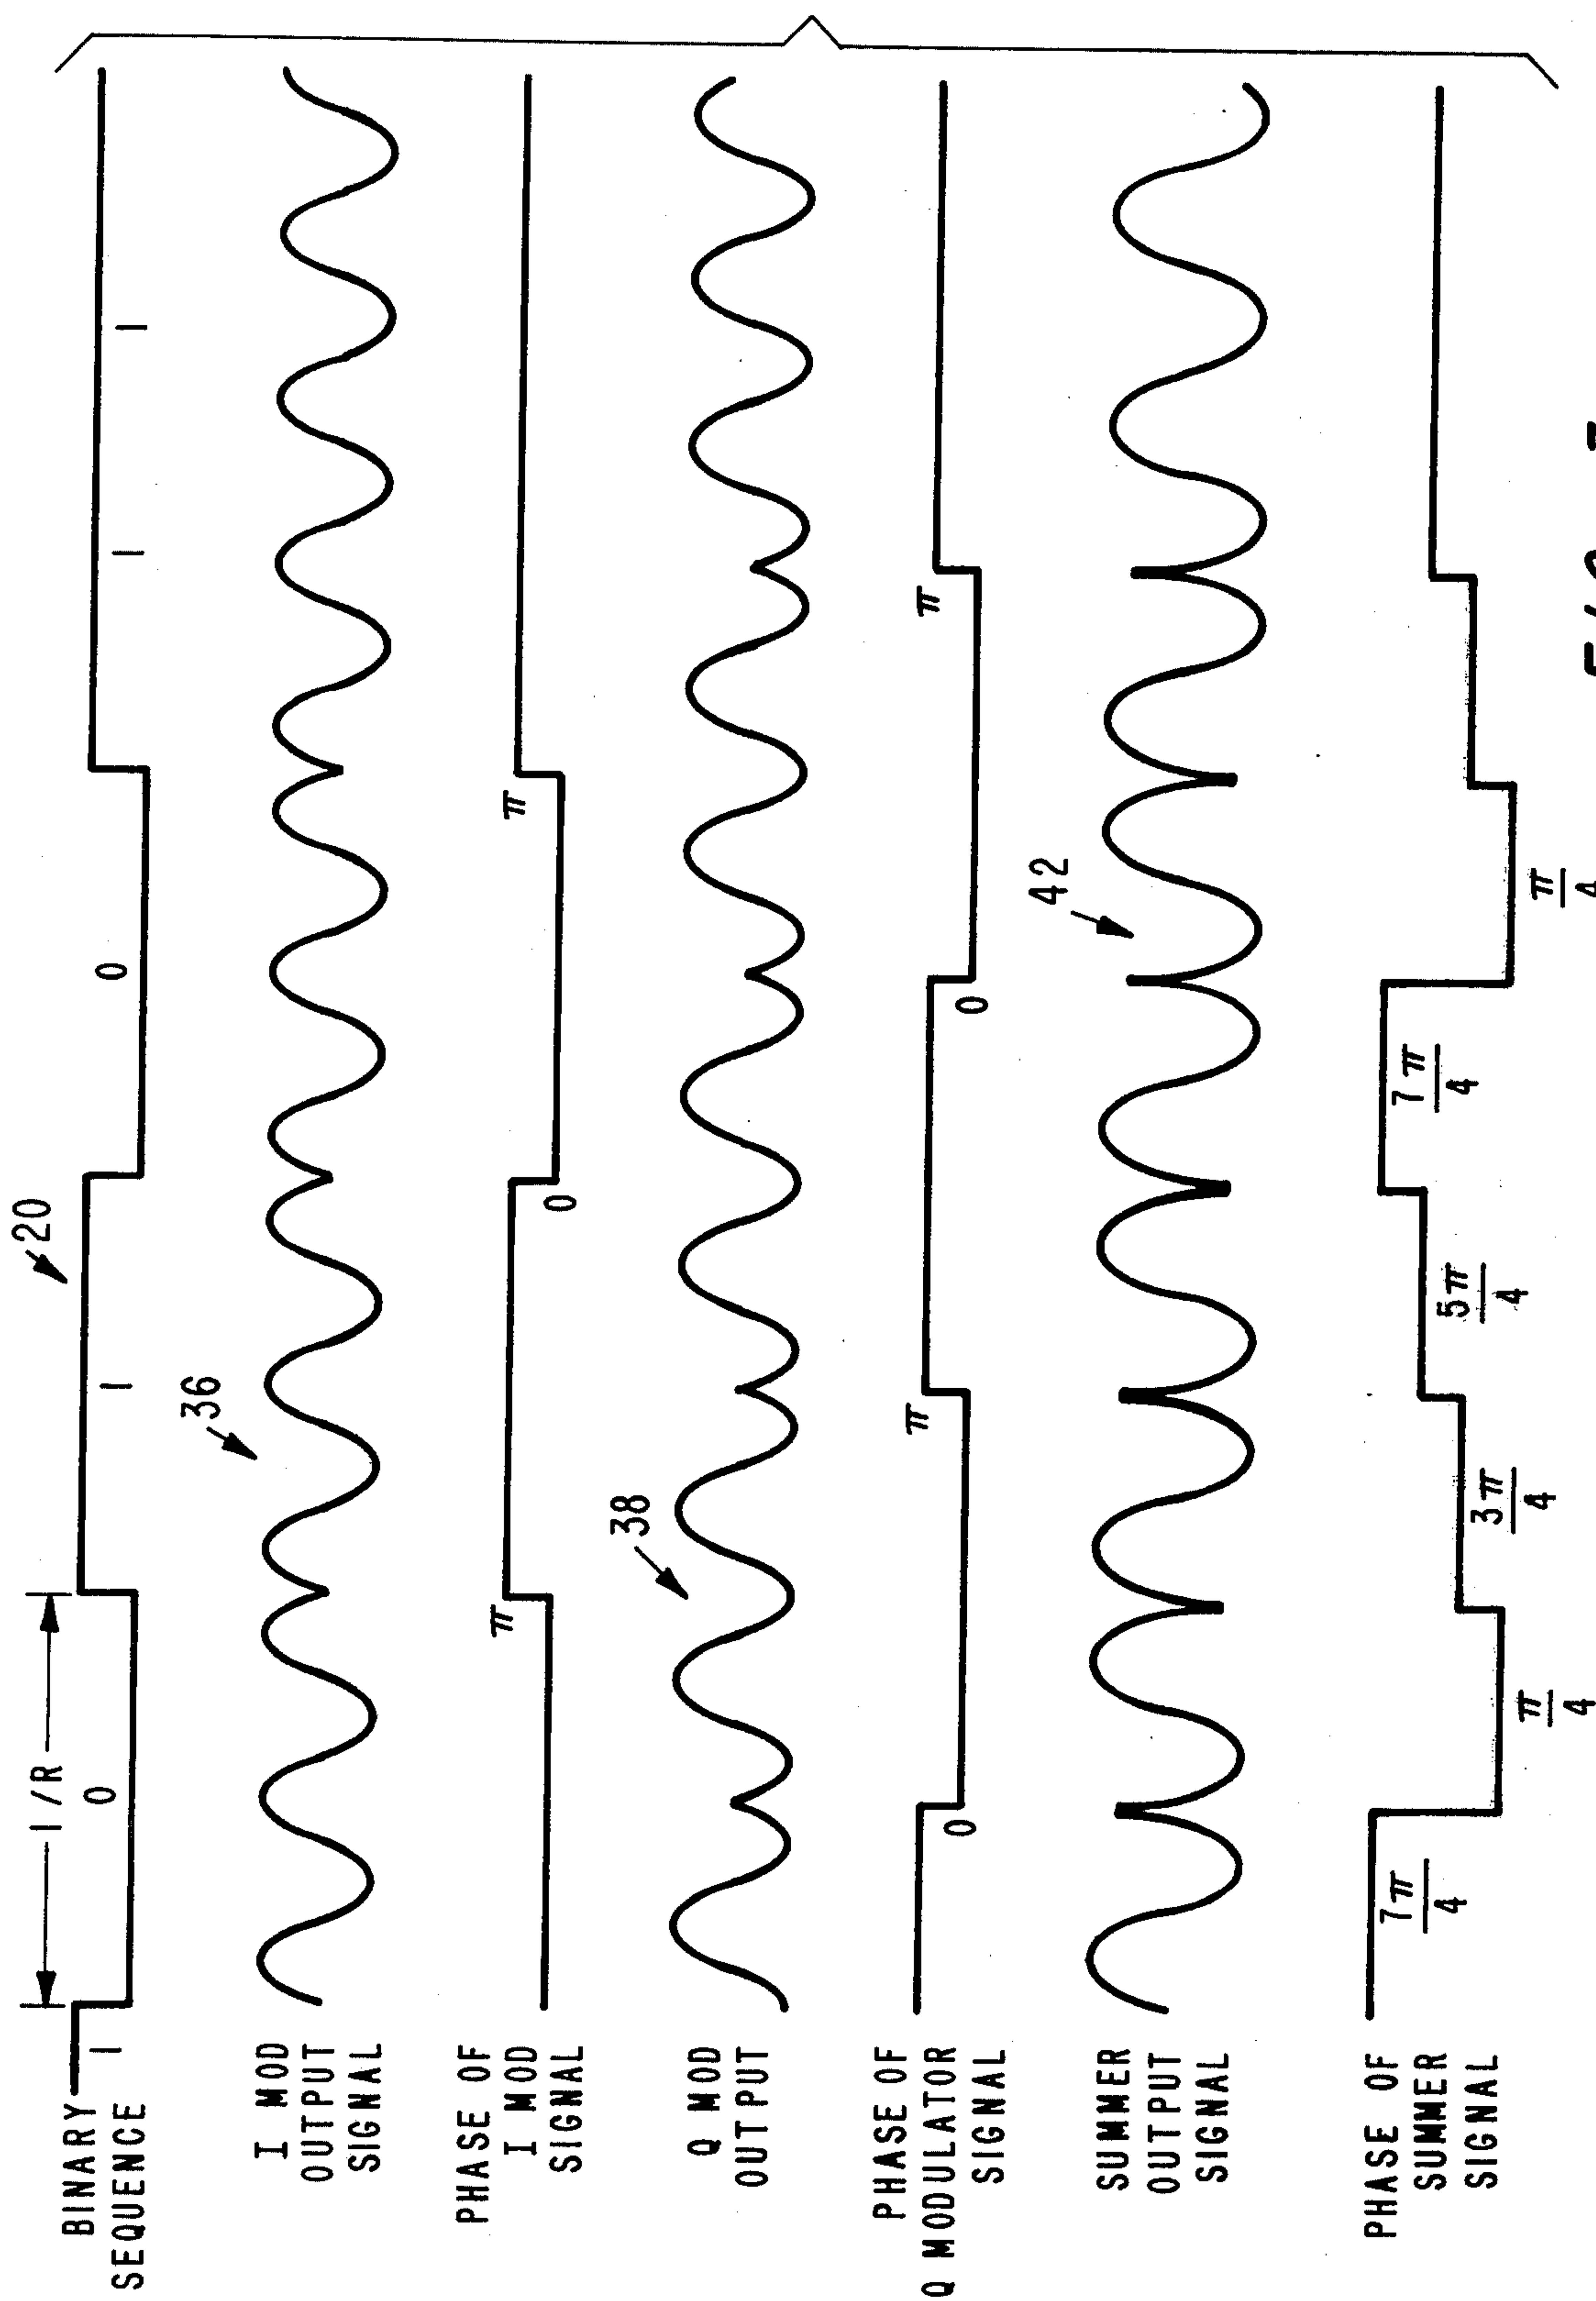 20
1/R
BINARY
SEQUENCE
1 0 1 0 1 1
36
I MOD
OUTPUT
SIGNAL
PHASE OF
I MOD
SIGNAL
π 0 π
38
Q MOD
OUTPUT
PHASE OF
Q MODULATOR
SIGNAL
0 π 0 π
42
SUMMER
OUTPUT
SIGNAL
PHASE OF
SUMMER
SIGNAL
7π/4 π/4 3π/4 5π/4 7π/4 π/4